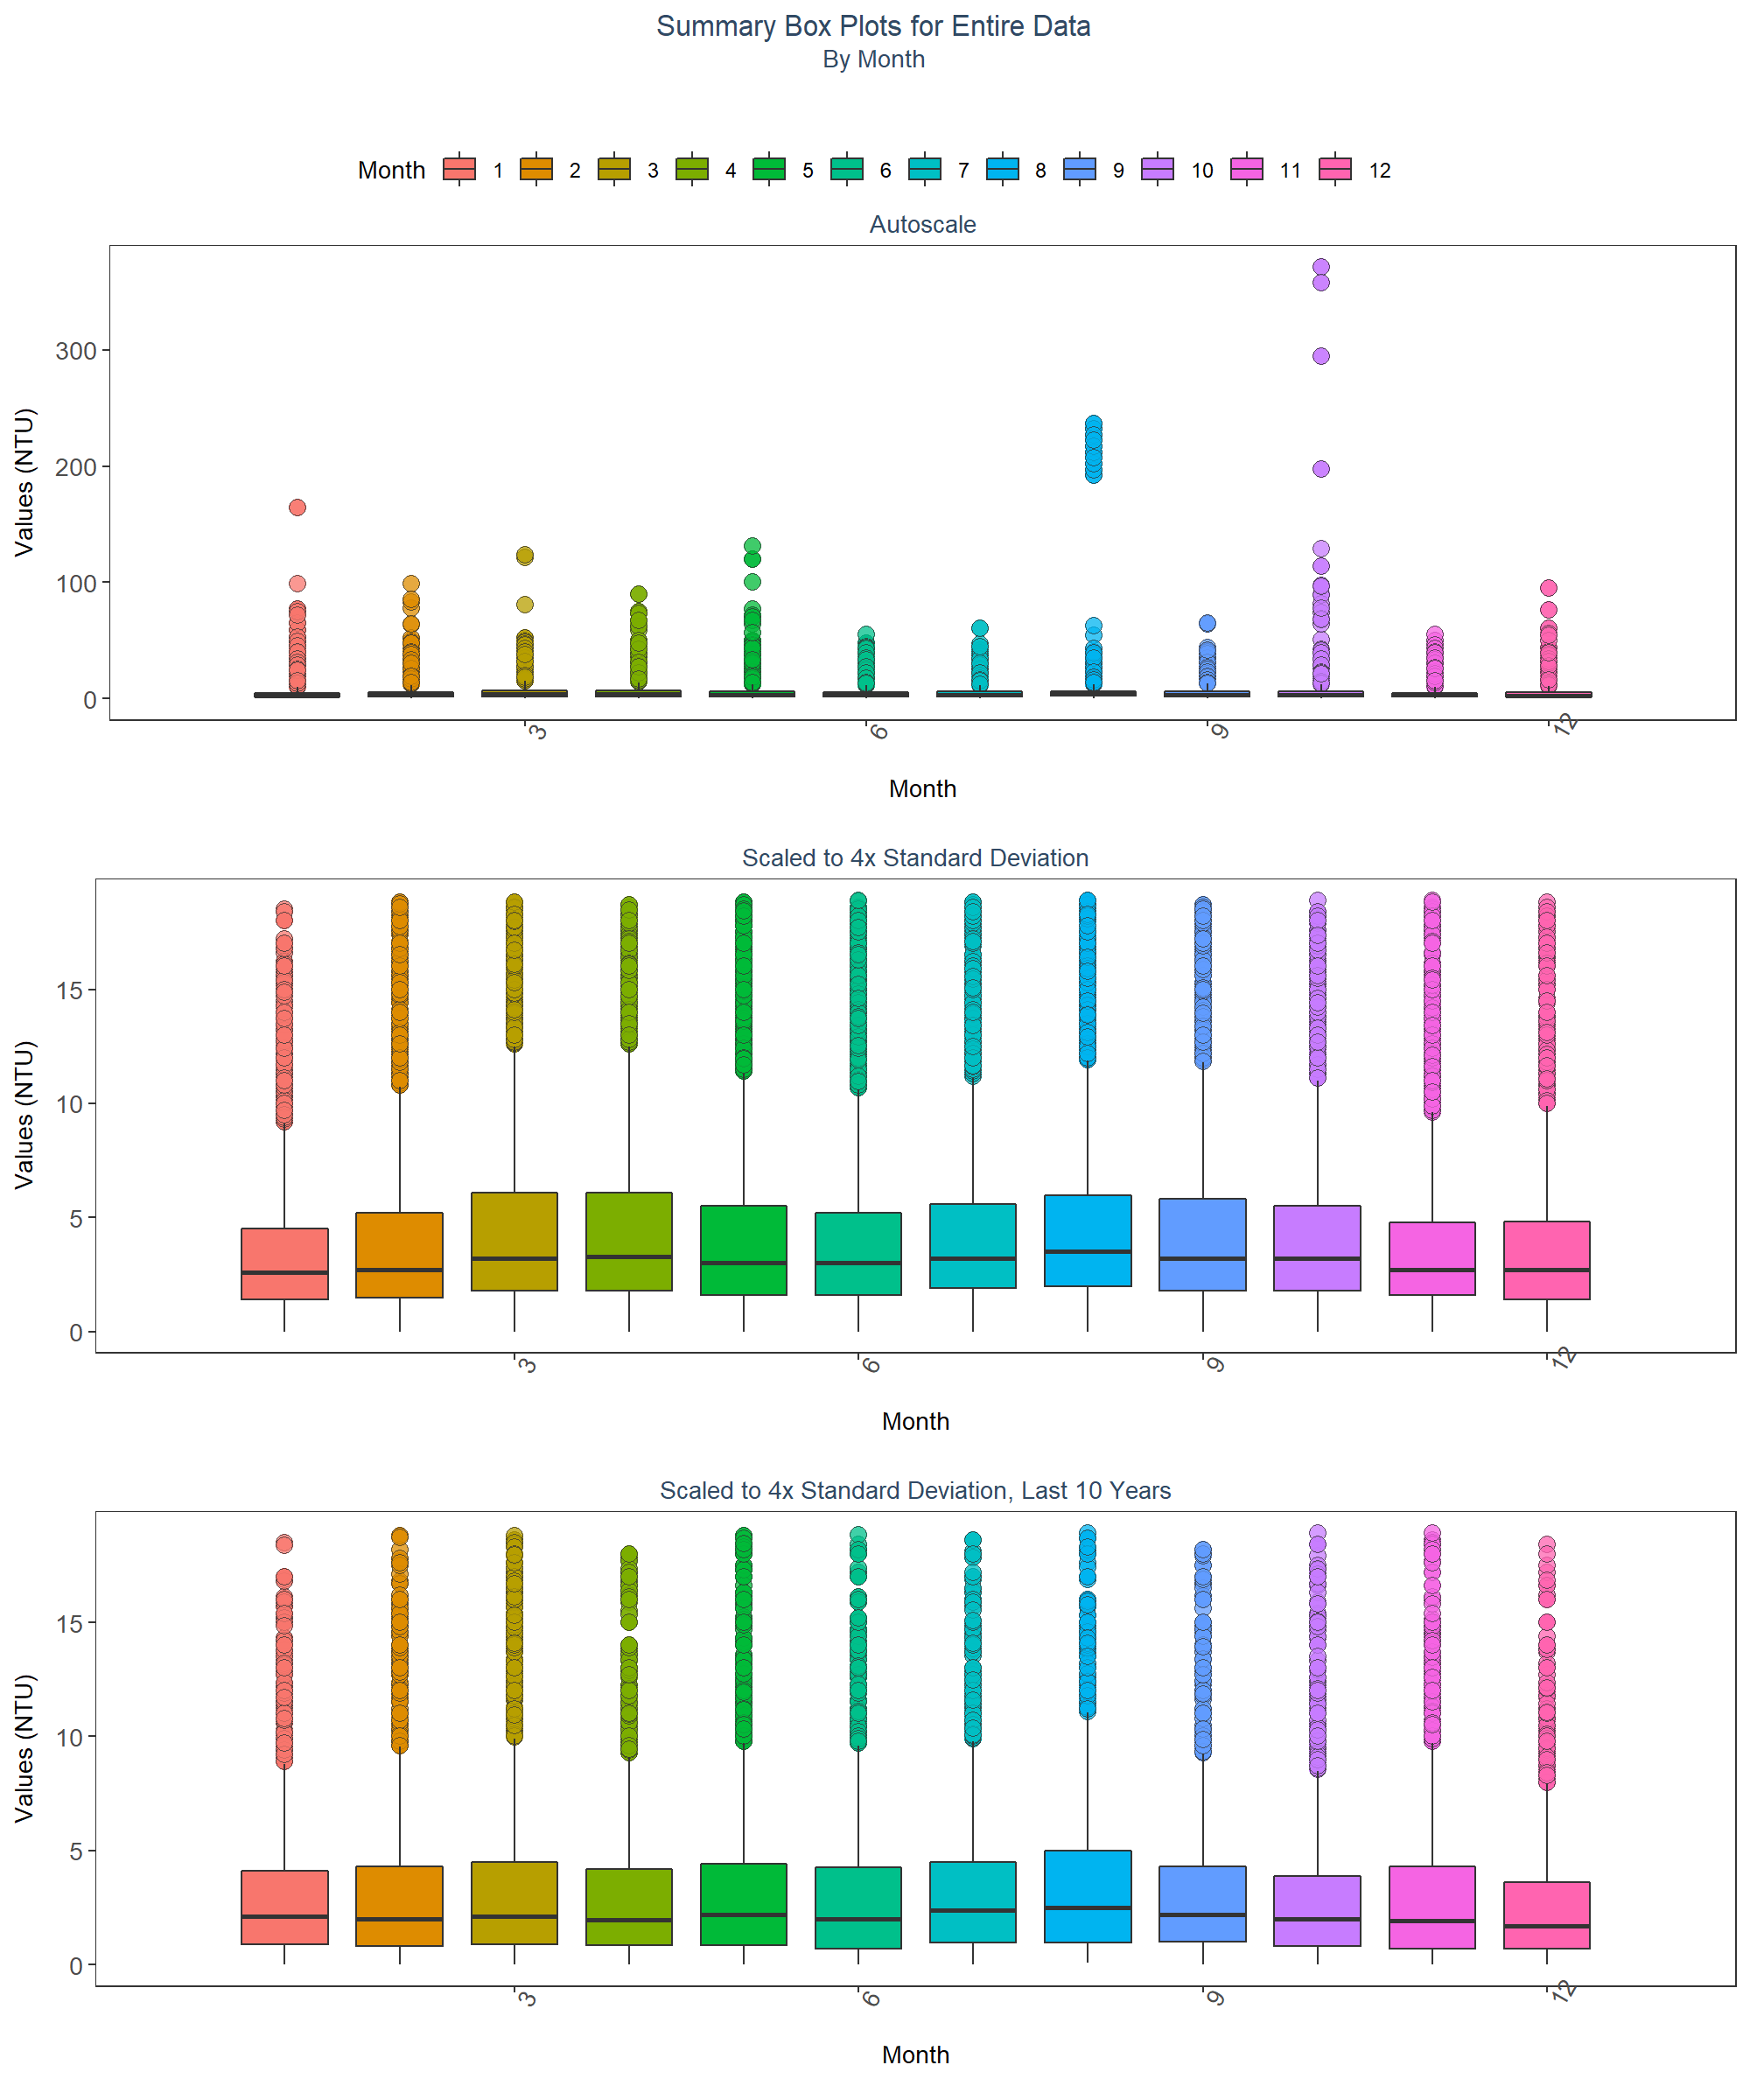 Summary Box Plots for Entire Data
By Month
Month 1 2 3 4 5 6 7 8 9 10 11 12
Autoscale
Values (NTU)
300
200
100
0
3 6 9 12
Month
Scaled to 4x Standard Deviation
Values (NTU)
15
10
5
0
3 6 9 12
Month
Scaled to 4x Standard Deviation, Last 10 Years
Values (NTU)
15
10
5
0
3 6 9 12
Month